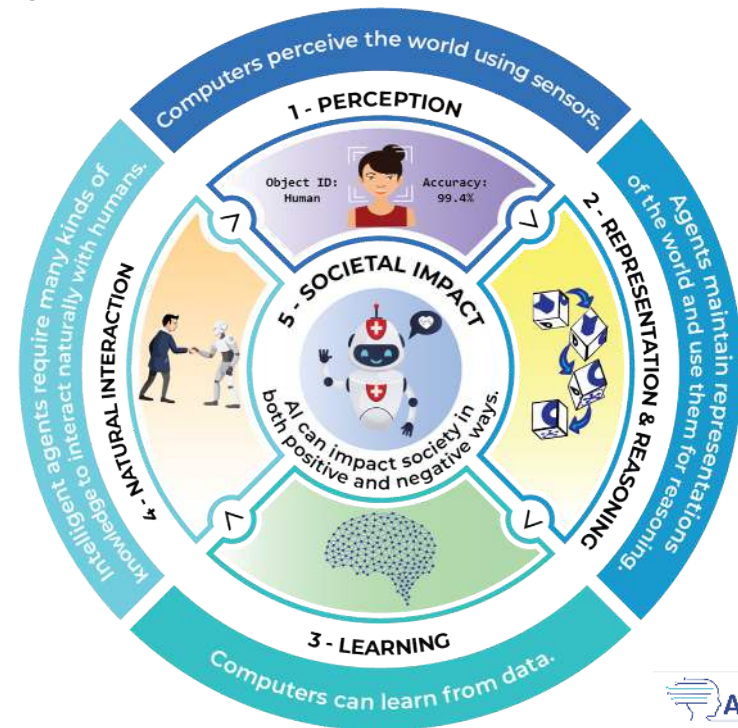 Computers perceive the world using sensors.
1 - PERCEPTION
Object ID:
Human
Accuracy:
99.4%
2 - REPRESENTATION & REASONING
Agents maintain representations
of the world and use them for reasoning.
3 - LEARNING
Computers can learn from data.
4 - NATURAL INTERACTION
Intelligent agents require many kinds of
knowledge to interact naturally with humans.
5 - SOCIETAL IMPACT
AI can impact society in
both positive and negative ways.
A